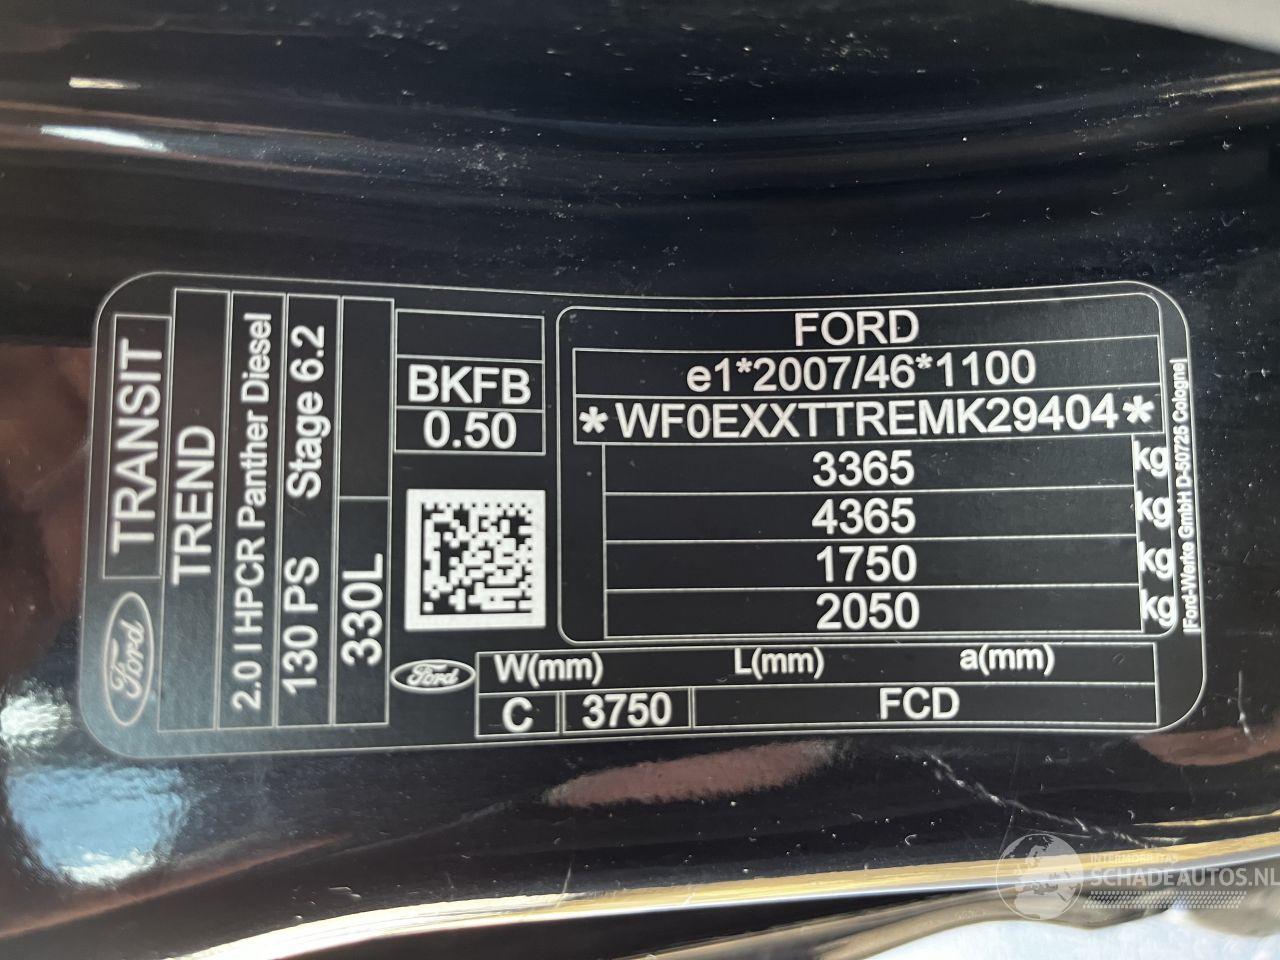 FORD
e1*2007/46*1100
*WF0EXXTTREMK29404*
3365 kg
4365 kg
1750 kg
2050 kg
BKFB
0.50
TRANSIT
TREND
2.0 l HPCR Panther Diesel
130 PS Stage 6.2
330L
Ford
Ford
W(mm) L(mm) a(mm)
C 3750 FCD
Ford-Werke GmbH D-50725 Cologne
INTERMOBILITAS
SCHADEAUTOS.NL